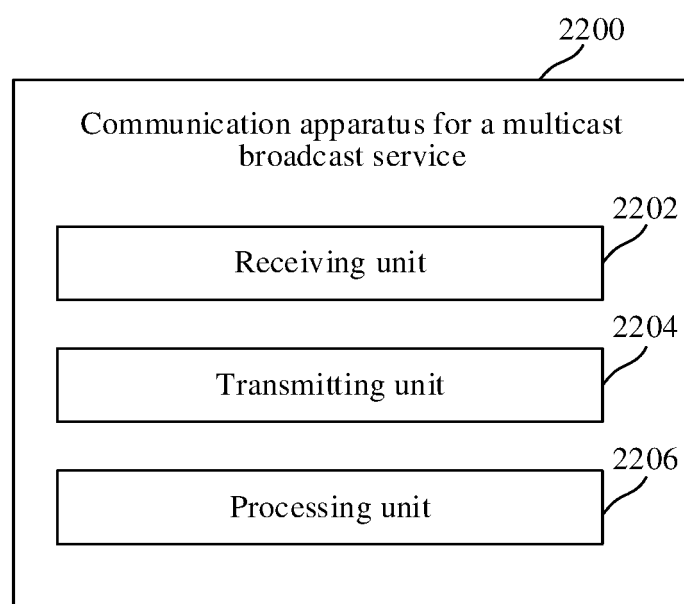 2200
Communication apparatus for a multicast
broadcast service
2202
Receiving unit
2204
Transmitting unit
2206
Processing unit